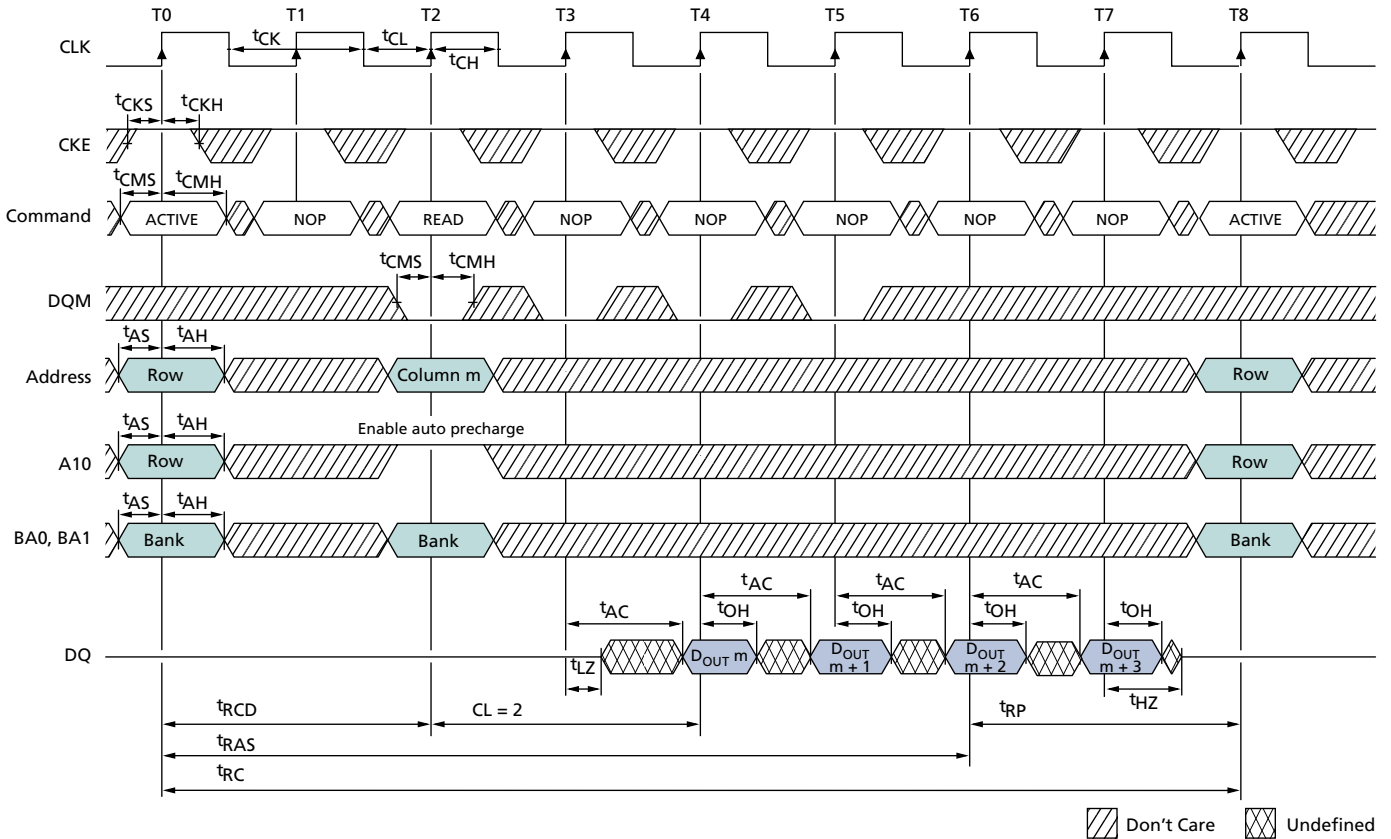 T0 T1 T2 T3 T4 T5 T6 T7 T8
CLK tCK tCL tCH
tCKS tCKH
CKE
tCMS tCMH
Command ACTIVE NOP READ NOP NOP NOP NOP NOP ACTIVE
tCMS tCMH
DQM
tAS tAH
Address Row Column m Row
tAS tAH Enable auto precharge
A10 Row Row
tAS tAH
BA0, BA1 Bank Bank Bank
tAC tAC tAC
tAC tOH tOH tOH tOH
DQ DOUT m DOUT m + 1 DOUT m + 2 DOUT m + 3
tLZ tHZ
tRCD CL = 2 tRP
tRAS
tRC
Don't Care Undefined